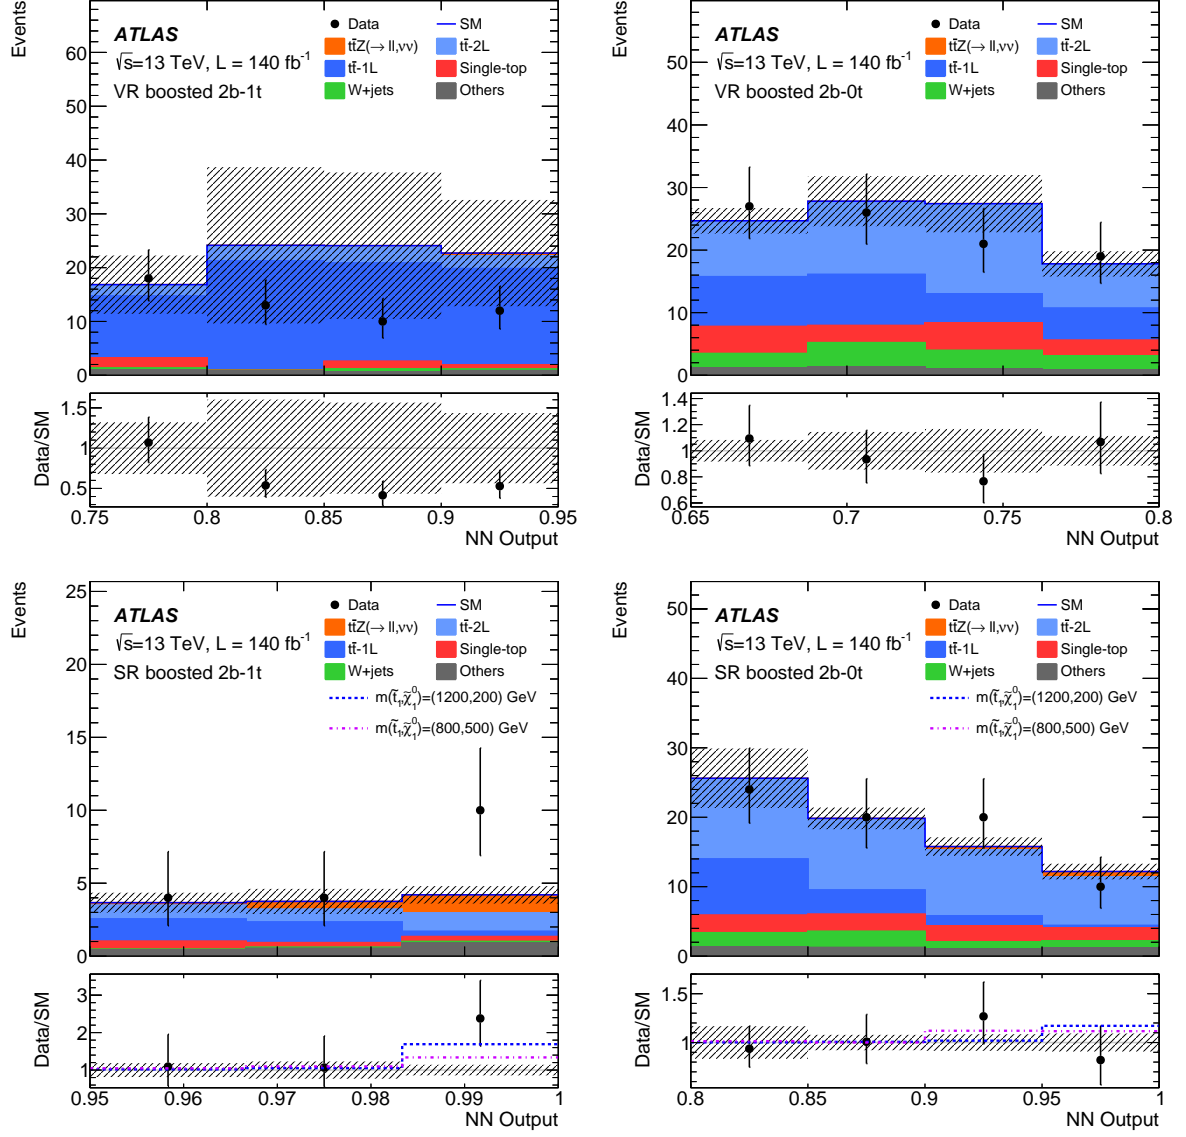 Events
ATLAS
√s=13 TeV, L = 140 fb⁻¹
VR boosted 2b-1t
Data
SM
tt̄Z(→ ll,νν)
tt̄-2L
tt̄-1L
Single-top
W+jets
Others
60
50
40
30
20
10
0
Data/SM
1.5
1
0.5
0.75 0.8 0.85 0.9 0.95
NN Output
Events
ATLAS
√s=13 TeV, L = 140 fb⁻¹
VR boosted 2b-0t
Data
SM
tt̄Z(→ ll,νν)
tt̄-2L
tt̄-1L
Single-top
W+jets
Others
50
40
30
20
10
0
Data/SM
1.4
1.2
1
0.8
0.6
0.65 0.7 0.75 0.8
NN Output
Events
ATLAS
√s=13 TeV, L = 140 fb⁻¹
SR boosted 2b-1t
Data
SM
tt̄Z(→ ll,νν)
tt̄-2L
tt̄-1L
Single-top
W+jets
Others
m(t̃₁,χ̃₁⁰)=(1200,200) GeV
m(t̃₁,χ̃₁⁰)=(800,500) GeV
25
20
15
10
5
0
Data/SM
3
2
1
0.95 0.96 0.97 0.98 0.99 1
NN Output
Events
ATLAS
√s=13 TeV, L = 140 fb⁻¹
SR boosted 2b-0t
Data
SM
tt̄Z(→ ll,νν)
tt̄-2L
tt̄-1L
Single-top
W+jets
Others
m(t̃₁,χ̃₁⁰)=(1200,200) GeV
m(t̃₁,χ̃₁⁰)=(800,500) GeV
50
40
30
20
10
0
Data/SM
1.5
1
0.8 0.85 0.9 0.95 1
NN Output